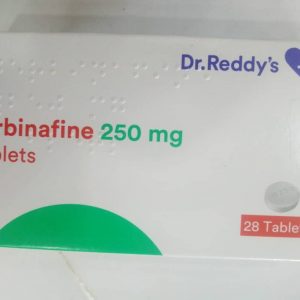 Dr.Reddy's
rbinafine 250 mg
blets
28 Table